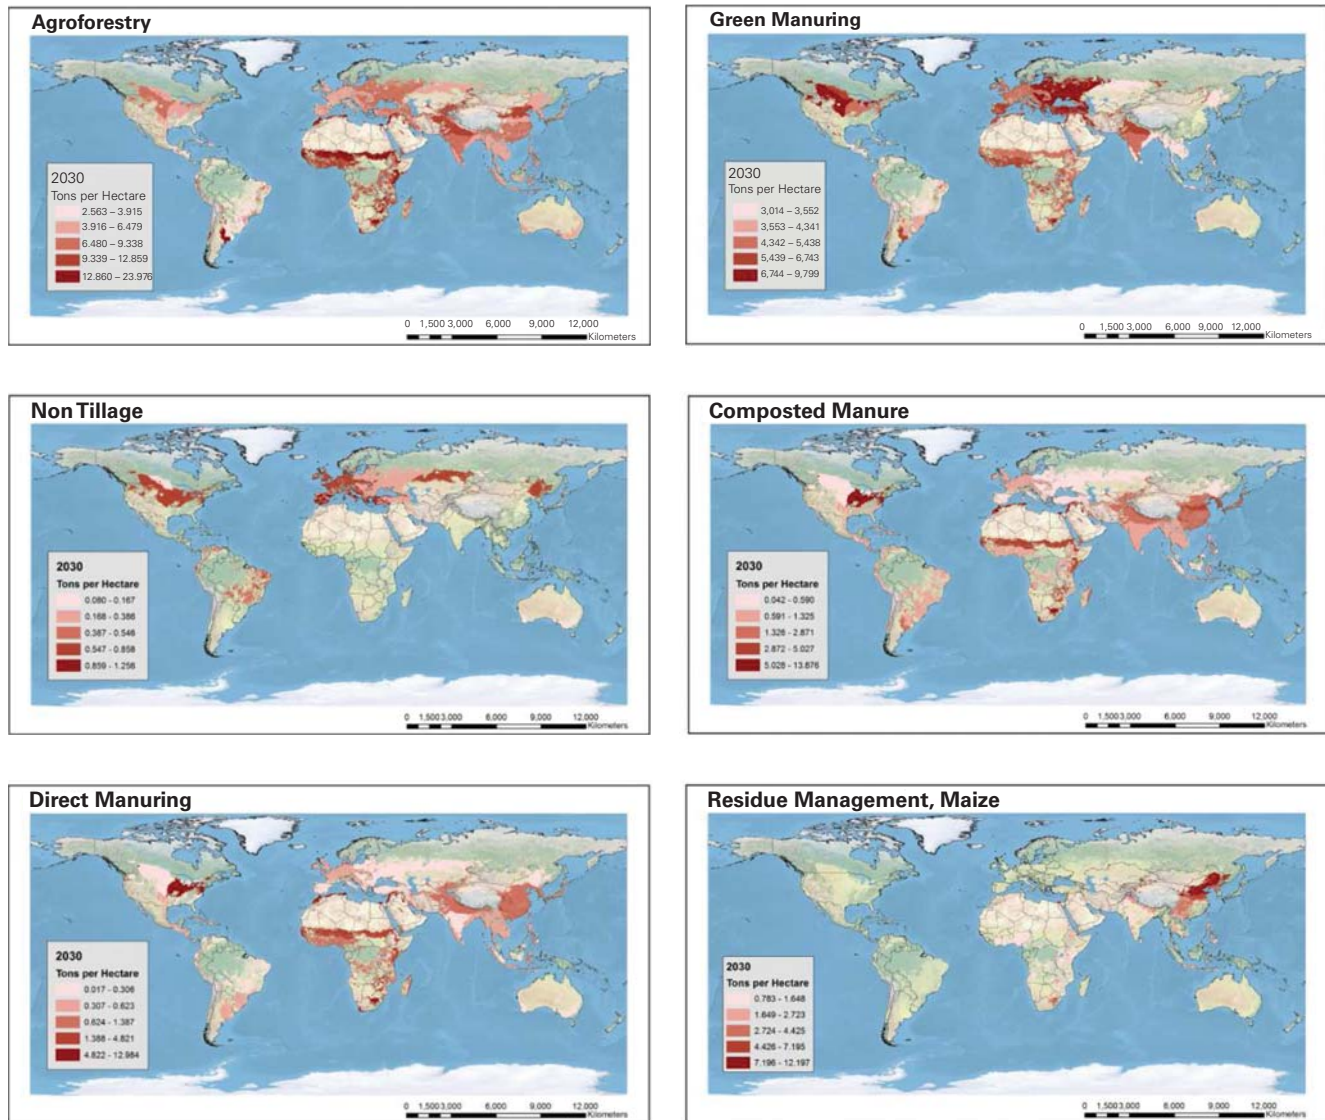 Agroforestry
2030
Tons per Hectare
2.563 – 3.915
3.916 – 6.479
6.480 – 9.338
9.339 – 12.859
12.860 – 23.976
0 1,500 3,000 6,000 9,000 12,000
Kilometers
Green Manuring
2030
Tons per Hectare
3,014 – 3,552
3,553 – 4,341
4,342 – 5,438
5,439 – 6,743
6,744 – 9,799
0 1,500 3,000 6,000 9,000 12,000
Kilometers
Non Tillage
2030
Tons per Hectare
0.080 - 0.167
0.168 - 0.386
0.387 - 0.546
0.547 - 0.858
0.859 - 1.256
0 1,500 3,000 6,000 9,000 12,000
Kilometers
Composted Manure
2030
Tons per Hectare
0.042 - 0.590
0.591 - 1.325
1.326 - 2.871
2.872 - 5.027
5.028 - 13.876
0 1,500 3,000 6,000 9,000 12,000
Kilometers
Direct Manuring
2030
Tons per Hectare
0.017 - 0.306
0.307 - 0.623
0.624 - 1.387
1.388 - 4.821
4.822 - 12.984
0 1,500 3,000 6,000 9,000 12,000
Kilometers
Residue Management, Maize
2030
Tons per Hectare
0.783 - 1.648
1.649 - 2.723
2.724 - 4.425
4.426 - 7.195
7.196 - 12.197
0 1,500 3,000 6,000 9,000 12,000
Kilometers